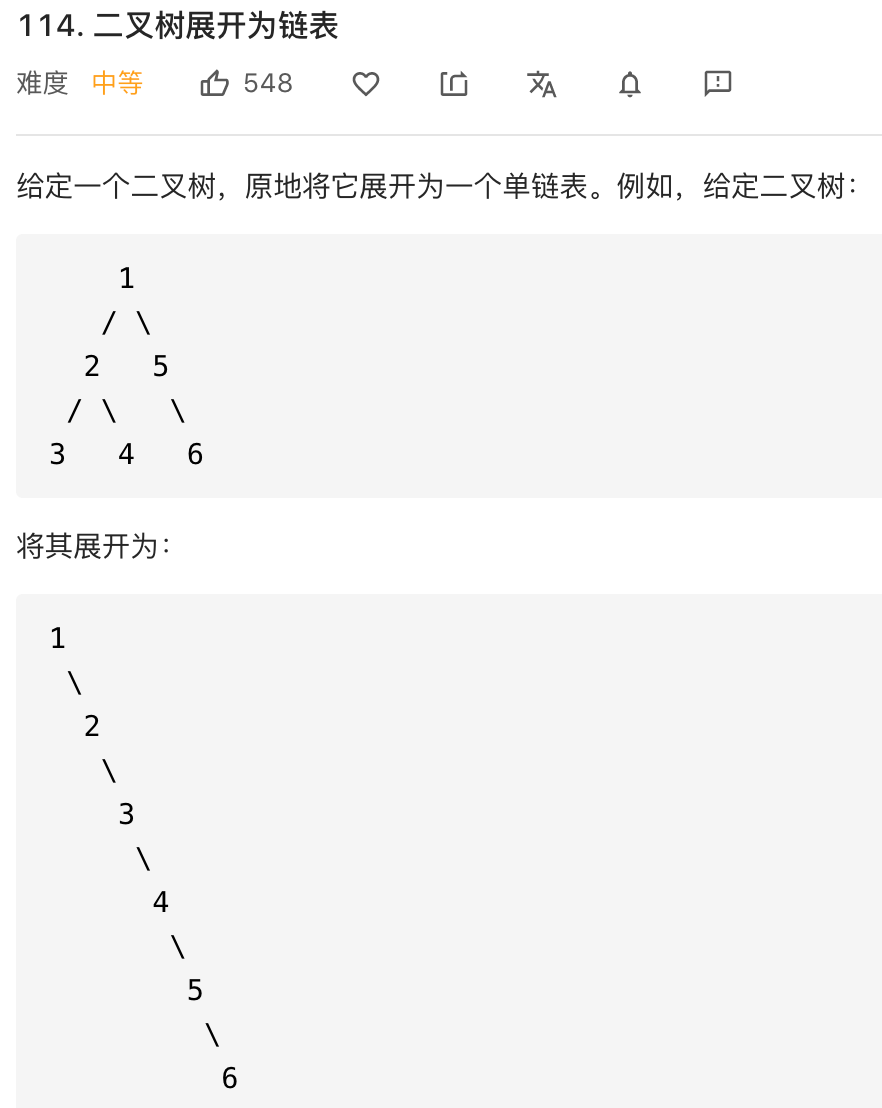 114. 二叉树展开为链表
难度 中等 548
给定一个二叉树，原地将它展开为一个单链表。例如，给定二叉树：
    1
   / \
  2   5
 / \   \
3   4   6
将其展开为：
1
 \
  2
   \
    3
     \
      4
       \
        5
         \
          6